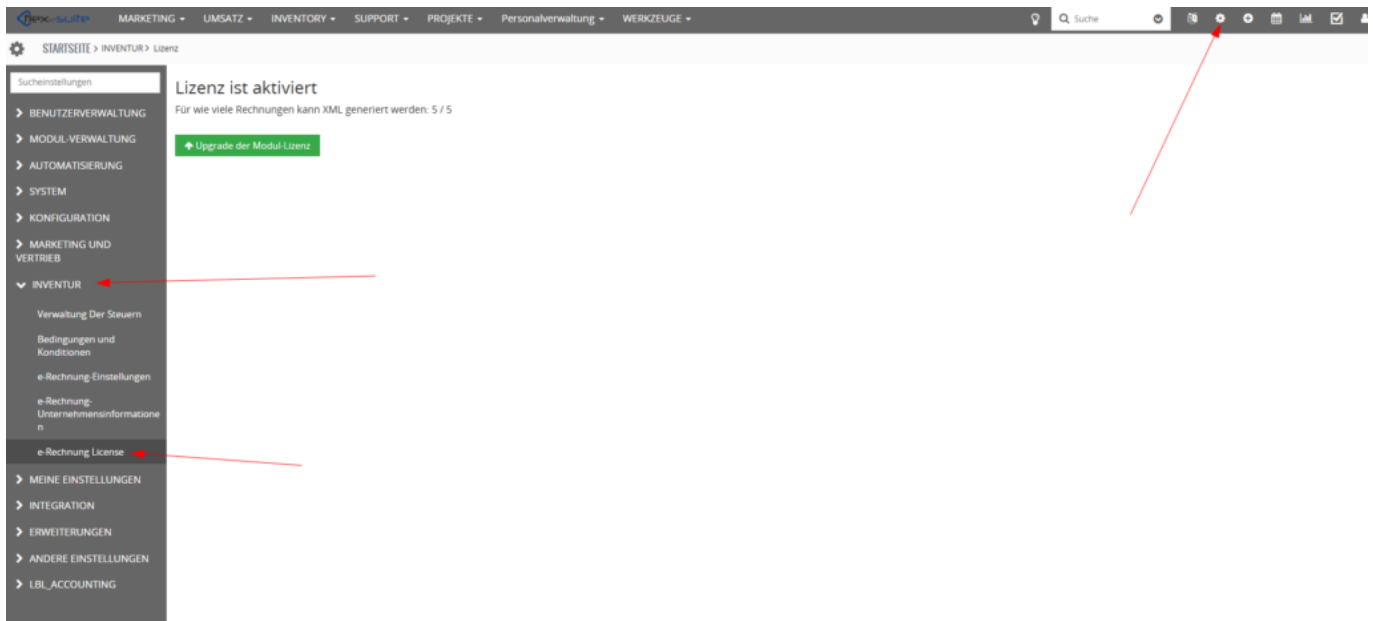 flex-suite MARKETING UMSATZ INVENTORY SUPPORT PROJEKTE Personalverwaltung WERKZEUGE Suche
STARTSEITE > INVENTUR > Lizenz
Sucheinstellungen
BENUTZERVERWALTUNG
MODUL-VERWALTUNG
AUTOMATISIERUNG
SYSTEM
KONFIGURATION
MARKETING UND
VERTRIEB
INVENTUR
Verwaltung Der Steuern
Bedingungen und
Konditionen
e-Rechnung-Einstellungen
e-Rechnung-
Unternehmensinformatione
n
e-Rechnung License
MEINE EINSTELLUNGEN
INTEGRATION
ERWEITERUNGEN
ANDERE EINSTELLUNGEN
LBL_ACCOUNTING
Lizenz ist aktiviert
Für wie viele Rechnungen kann XML generiert werden: 5 / 5
Upgrade der Modul-Lizenz